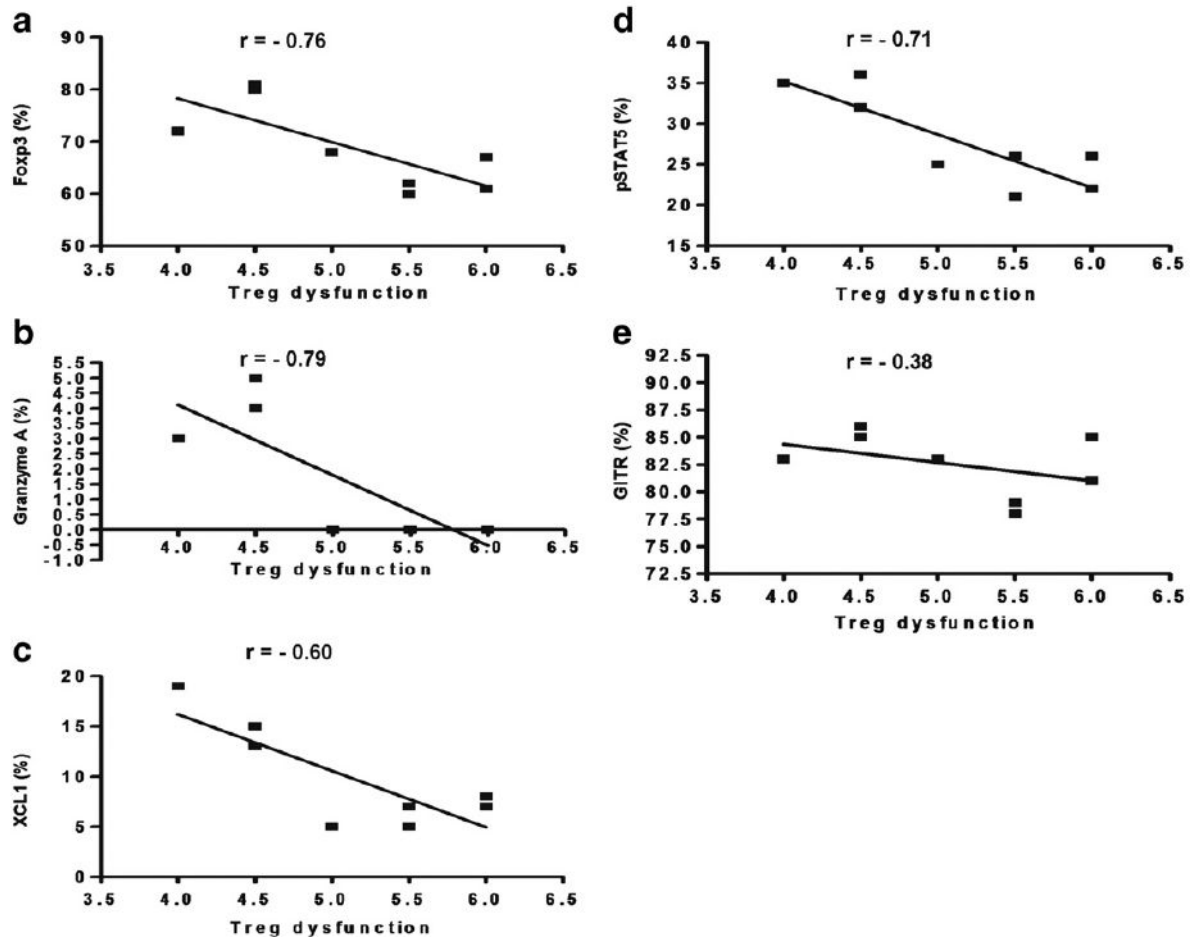 a
r = - 0.76
90
80
70
60
50
Foxp3 (%)
3.5 4.0 4.5 5.0 5.5 6.0 6.5
Treg dysfunction
b
r = - 0.79
5.5
5.0
4.5
4.0
3.5
3.0
2.5
2.0
1.5
1.0
0.5
0.0
-0.5
-1.0
Granzyme A (%)
4.0 4.5 5.0 5.5 6.0 6.5
Treg dysfunction
c
r = - 0.60
20
15
10
5
0
XCL1 (%)
3.5 4.0 4.5 5.0 5.5 6.0 6.5
Treg dysfunction
d
r = - 0.71
40
35
30
25
20
15
pSTAT5 (%)
3.5 4.0 4.5 5.0 5.5 6.0 6.5
Treg dysfunction
e
r = - 0.38
92.5
90.0
87.5
85.0
82.5
80.0
77.5
75.0
72.5
GITR (%)
3.5 4.0 4.5 5.0 5.5 6.0 6.5
Treg dysfunction